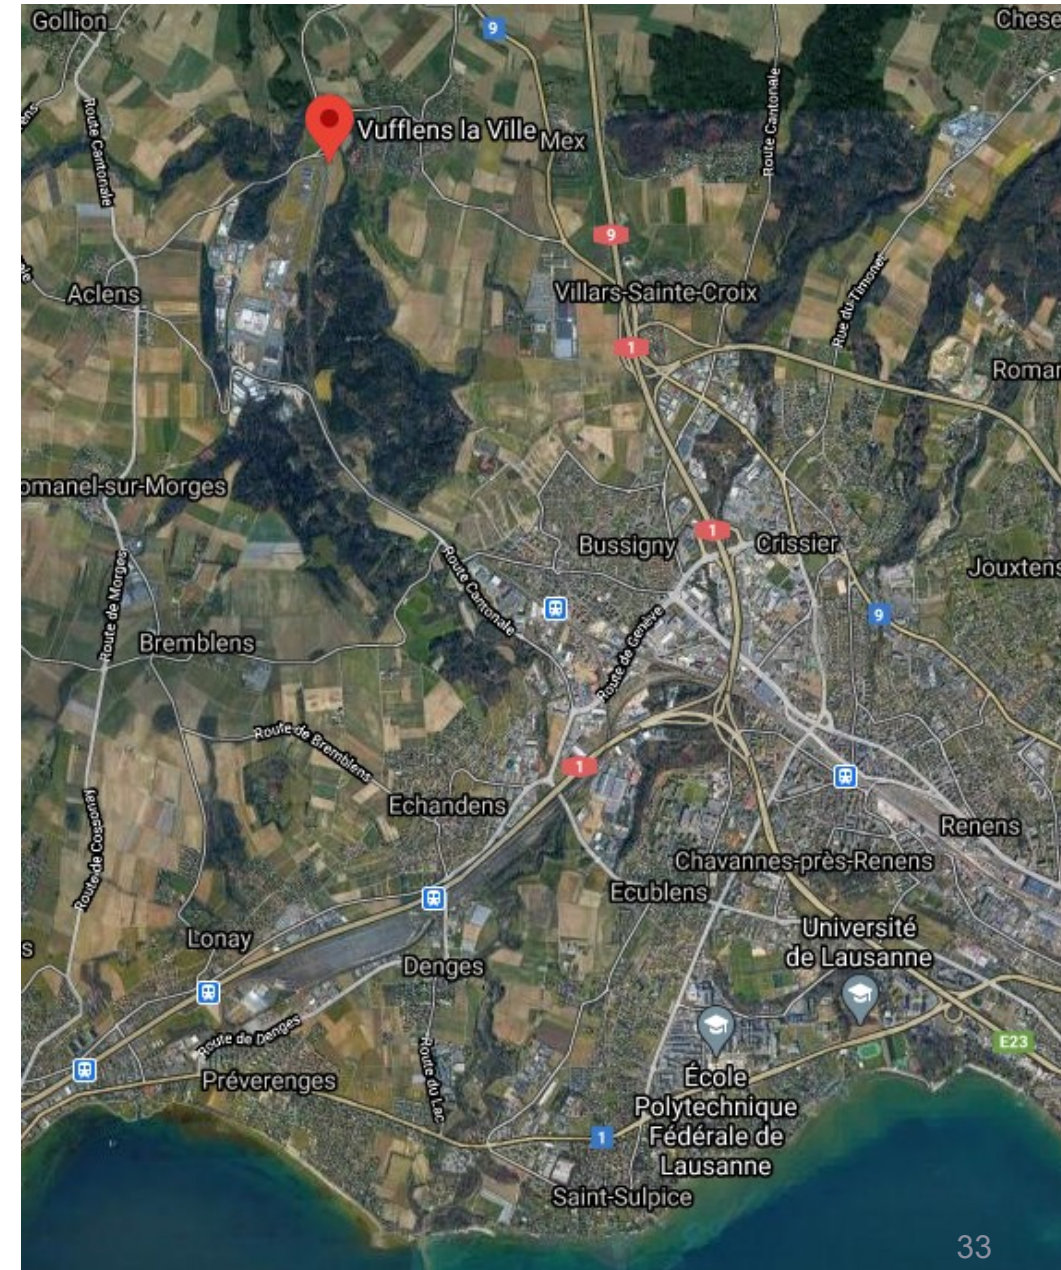 Gollion
9
Chese
Route Cantonale
Route Cantonale
Vufflens la Ville
Mex
9
Villars-Sainte-Croix
Aclens
Rue du Timonet
1
Romar
omanel-sur-Morges
1
Bussigny
Crissier
Jouxtens
Route de Morges
Route Cantonale
9
Route de Genève
Bremblens
Route de Bremblens
1
Echandens
Route de Cossonay
Renens
Chavannes-près-Renens
Ecublens
Université
de Lausanne
s
Lonay
Denges
Route de Denges
E23
Route du Lac
Préverenges
École
Polytechnique
Fédérale de
Lausanne
1
Saint-Sulpice
33